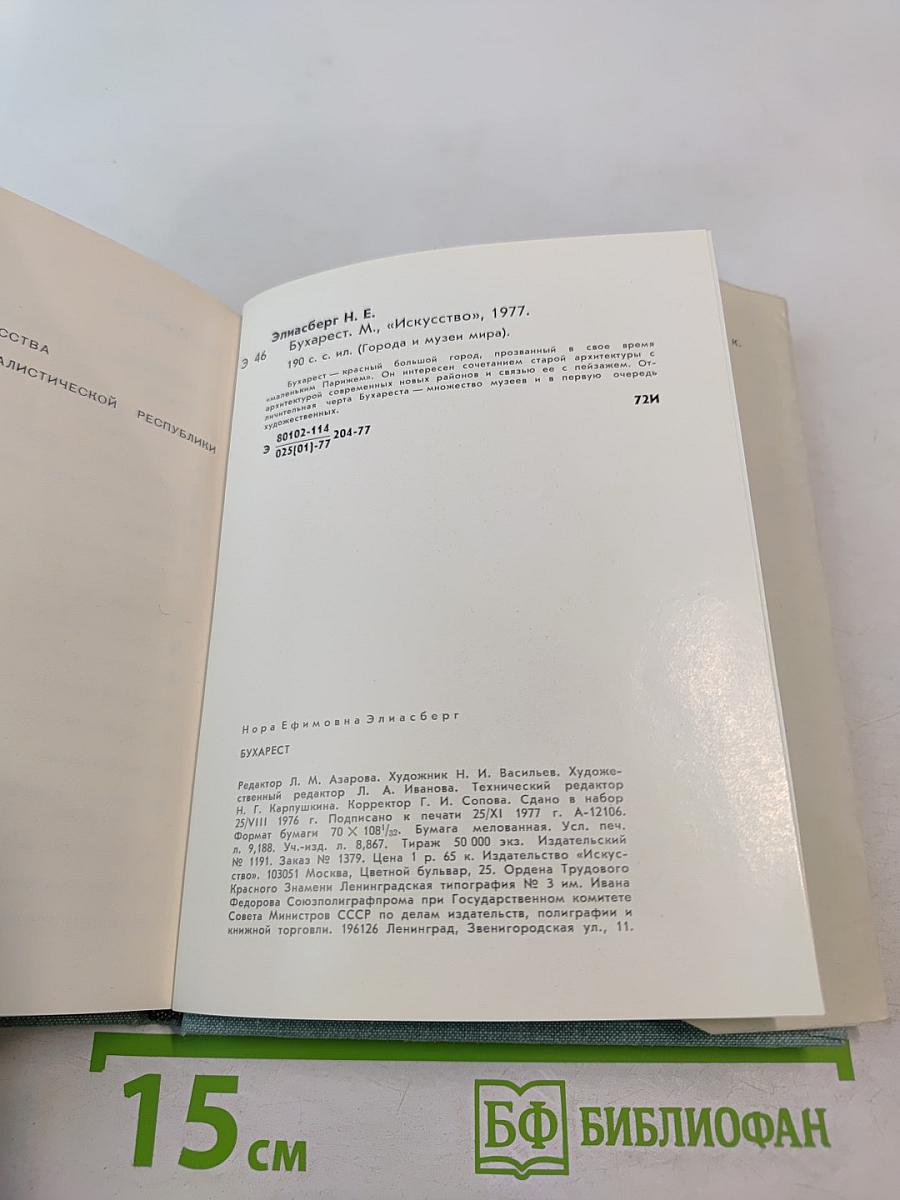 ССТВА
АЛИСТИЧЕСКОЙ РЕСПУБЛИКИ
Элиасберг Н. Е.
Э 46 Бухарест. М., «Искусство», 1977.
190 с. с. ил. (Города и музеи мира).
Бухарест — красный большой город, прозванный в свое время
«маленьким Парижем». Он интересен сочетанием старой архитектуры с
архитектурой современных новых районов и связью ее с пейзажем. От-
личительная черта Бухареста — множество музеев и в первую очередь
художественных.
72И
Э 80102-114 204-77
025[01]-77
к.
Нора Ефимовна Элиасберг
БУХАРЕСТ
Редактор Л. М. Азарова. Художник Н. И. Васильев. Художе-
ственный редактор Л. А. Иванова. Технический редактор
Н. Г. Карпушкина. Корректор Г. И. Сопова. Сдано в набор
25/VIII 1976 г. Подписано к печати 25/XI 1977 г. А-12106.
Формат бумаги 70 × 108¹/₃₂. Бумага мелованная. Усл. печ.
л. 9,188. Уч.-изд. л. 8,867. Тираж 50 000 экз. Издательский
№ 1191. Заказ № 1379. Цена 1 р. 65 к. Издательство «Искус-
ство». 103051 Москва, Цветной бульвар, 25. Ордена Трудового
Красного Знамени Ленинградская типография № 3 им. Ивана
Федорова Союзполиграфпрома при Государственном комитете
Совета Министров СССР по делам издательств, полиграфии и
книжной торговли. 196126 Ленинград, Звенигородская ул., 11.
15 см
БФ БИБЛИОФАН